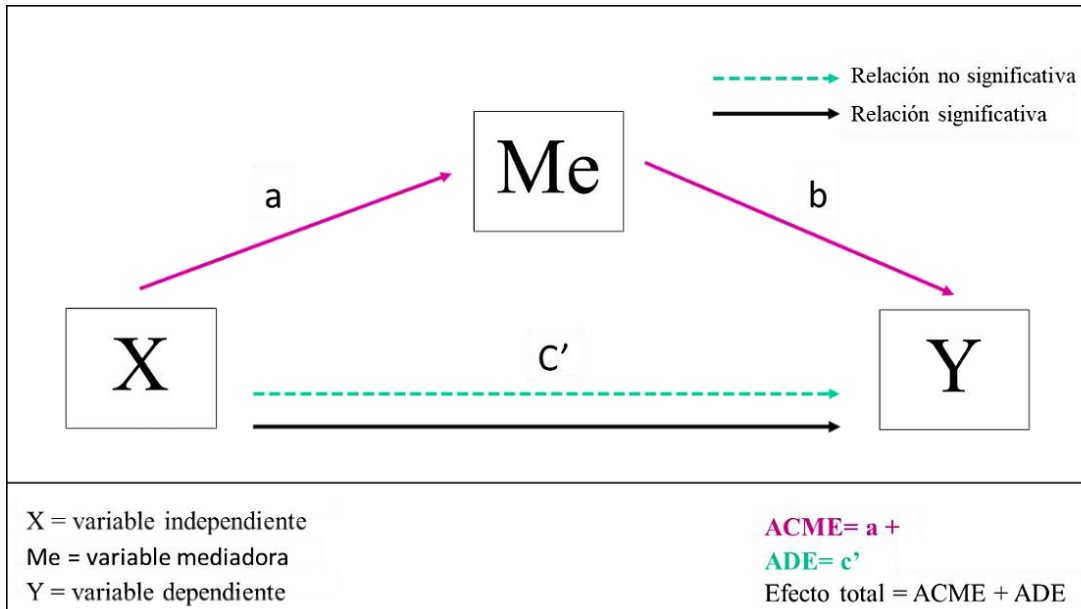 Relación no significativa
Relación significativa
Me
a
b
X
C’
Y
X = variable independiente
Me = variable mediadora
Y = variable dependiente
ACME= a +
ADE= c’
Efecto total = ACME + ADE